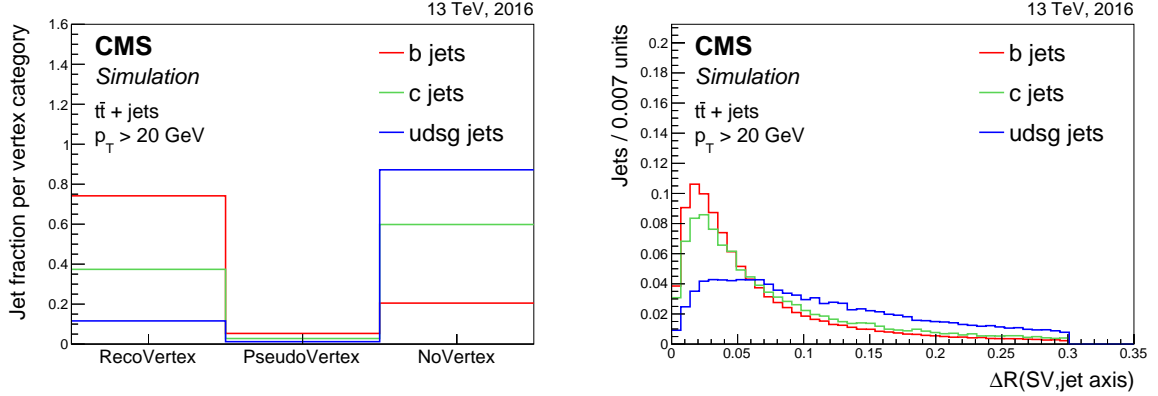 13 TeV, 2016
Jet fraction per vertex category
1.6
1.4
1.2
1
0.8
0.6
0.4
0.2
0
CMS
Simulation
tt̄ + jets
p_T > 20 GeV
b jets
c jets
udsg jets
RecoVertex PseudoVertex NoVertex
13 TeV, 2016
Jets / 0.007 units
0.2
0.18
0.16
0.14
0.12
0.1
0.08
0.06
0.04
0.02
0
CMS
Simulation
tt̄ + jets
p_T > 20 GeV
b jets
c jets
udsg jets
0 0.05 0.1 0.15 0.2 0.25 0.3 0.35
ΔR(SV,jet axis)